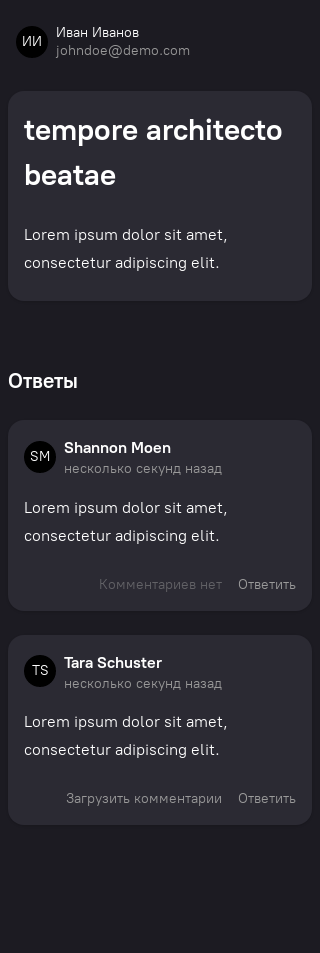 ИИ
Иван Иванов
johndoe@demo.com
tempore architecto
beatae
Lorem ipsum dolor sit amet,
consectetur adipiscing elit.
Ответы
SM
Shannon Moen
несколько секунд назад
Lorem ipsum dolor sit amet,
consectetur adipiscing elit.
Комментариев нет Ответить
TS
Tara Schuster
несколько секунд назад
Lorem ipsum dolor sit amet,
consectetur adipiscing elit.
Загрузить комментарии Ответить